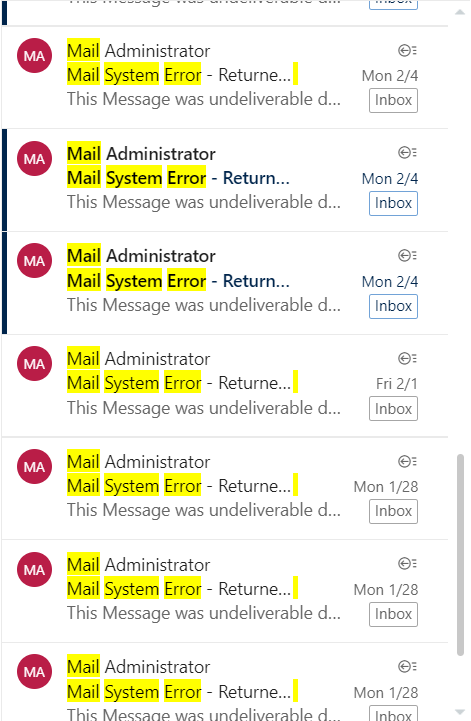 Inbox
MA
Mail Administrator
Mail System Error - Returne...
Mon 2/4
This Message was undeliverable d...
Inbox
MA
Mail Administrator
Mail System Error - Return...
Mon 2/4
This Message was undeliverable d...
Inbox
MA
Mail Administrator
Mail System Error - Return...
Mon 2/4
This Message was undeliverable d...
Inbox
MA
Mail Administrator
Mail System Error - Returne...
Fri 2/1
This Message was undeliverable d...
Inbox
MA
Mail Administrator
Mail System Error - Returne...
Mon 1/28
This Message was undeliverable d...
Inbox
MA
Mail Administrator
Mail System Error - Returne...
Mon 1/28
This Message was undeliverable d...
Inbox
MA
Mail Administrator
Mail System Error - Returne...
Mon 1/28
This Message was undeliverable d...
Inbox